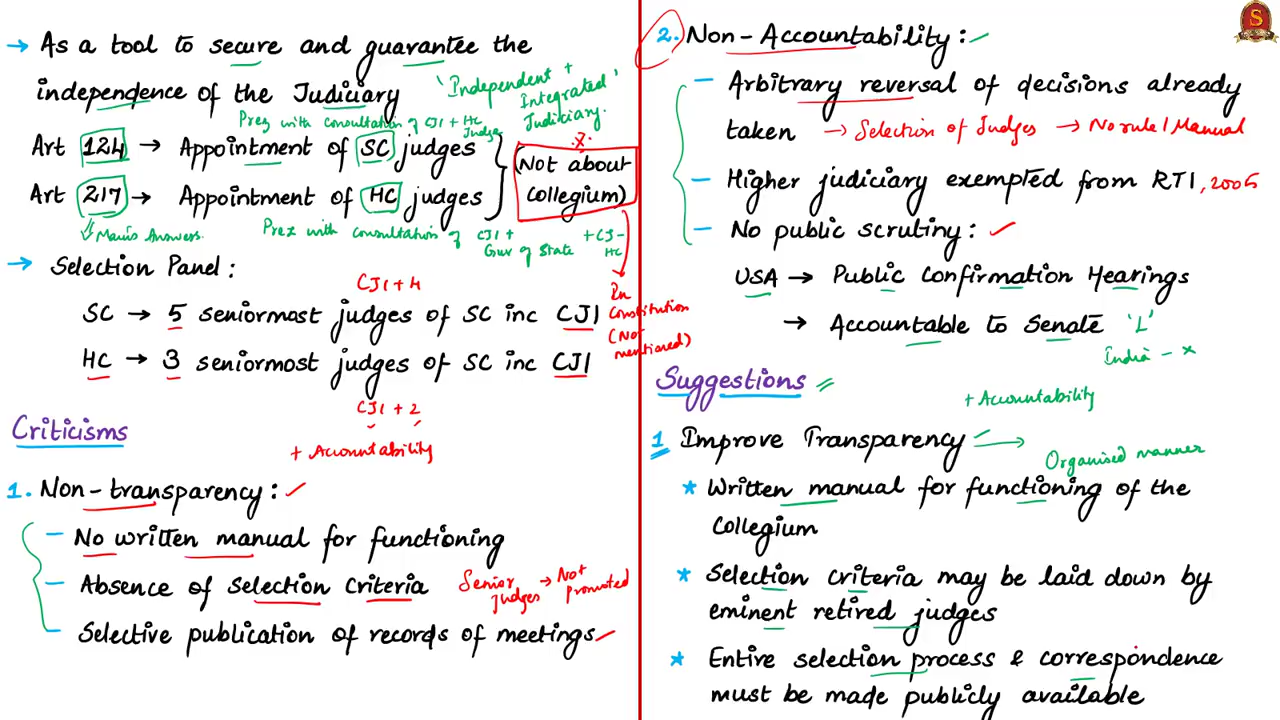 → As a tool to secure and guarantee the
independence of the Judiciary
'Independent +
Integrated
Judiciary.'
Prez with consultation of CJI + HC
Judges
Art 124 → Appointment of SC judges
Art 217 → Appointment of HC judges
(Not about
Collegium)
Mains Answers.
Prez with consultation of CJI +
Guv of State
+ CJ-
HC
→ Selection Panel:
CJI + 4
SC → 5 seniormost judges of SC inc CJI
HC → 3 seniormost judges of SC inc CJI
In
Constitution
(Not
mentioned)
CJI + 2
Criticisms
+ Accountability
1. Non-transparency:
– No written manual for functioning
– Absence of selection criteria
Senior
Judges → Not
Promoted
– Selective publication of records of meetings
S
2. Non-Accountability:
– Arbitrary reversal of decisions already
taken → Selection of Judges → No rule / Manual
– Higher judiciary exempted from RTI, 2005
– No public scrutiny:
USA → Public Confirmation Hearings
→ Accountable to Senate 'L'
India - x
Suggestions
+ Accountability
1 Improve Transparency →
Organised manner
* Written manual for functioning of the
Collegium
* Selection criteria may be laid down by
eminent retired judges
* Entire selection process & correspondence
must be made publicly available